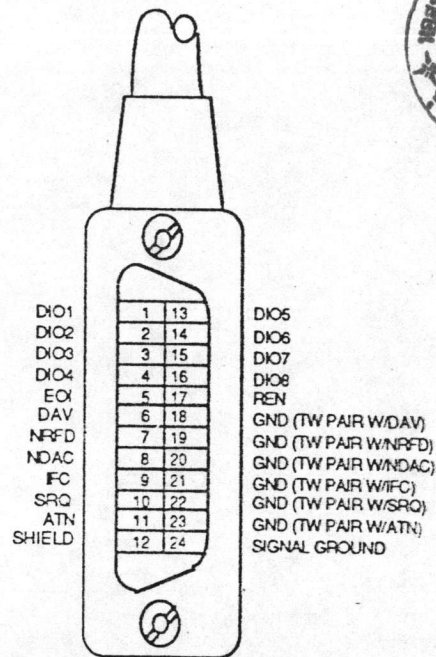 DIO1 1 13 DIO5
DIO2 2 14 DIO6
DIO3 3 15 DIO7
DIO4 4 16 DIO8
EOI 5 17 REN
DAV 6 18 GND (TW PAIR W/DAV)
NRFD 7 19 GND (TW PAIR W/NRFD)
NDAC 8 20 GND (TW PAIR W/NDAC)
IFC 9 21 GND (TW PAIR W/IFC)
SRQ 10 22 GND (TW PAIR W/SRQ)
ATN 11 23 GND (TW PAIR W/ATN)
SHIELD 12 24 SIGNAL GROUND